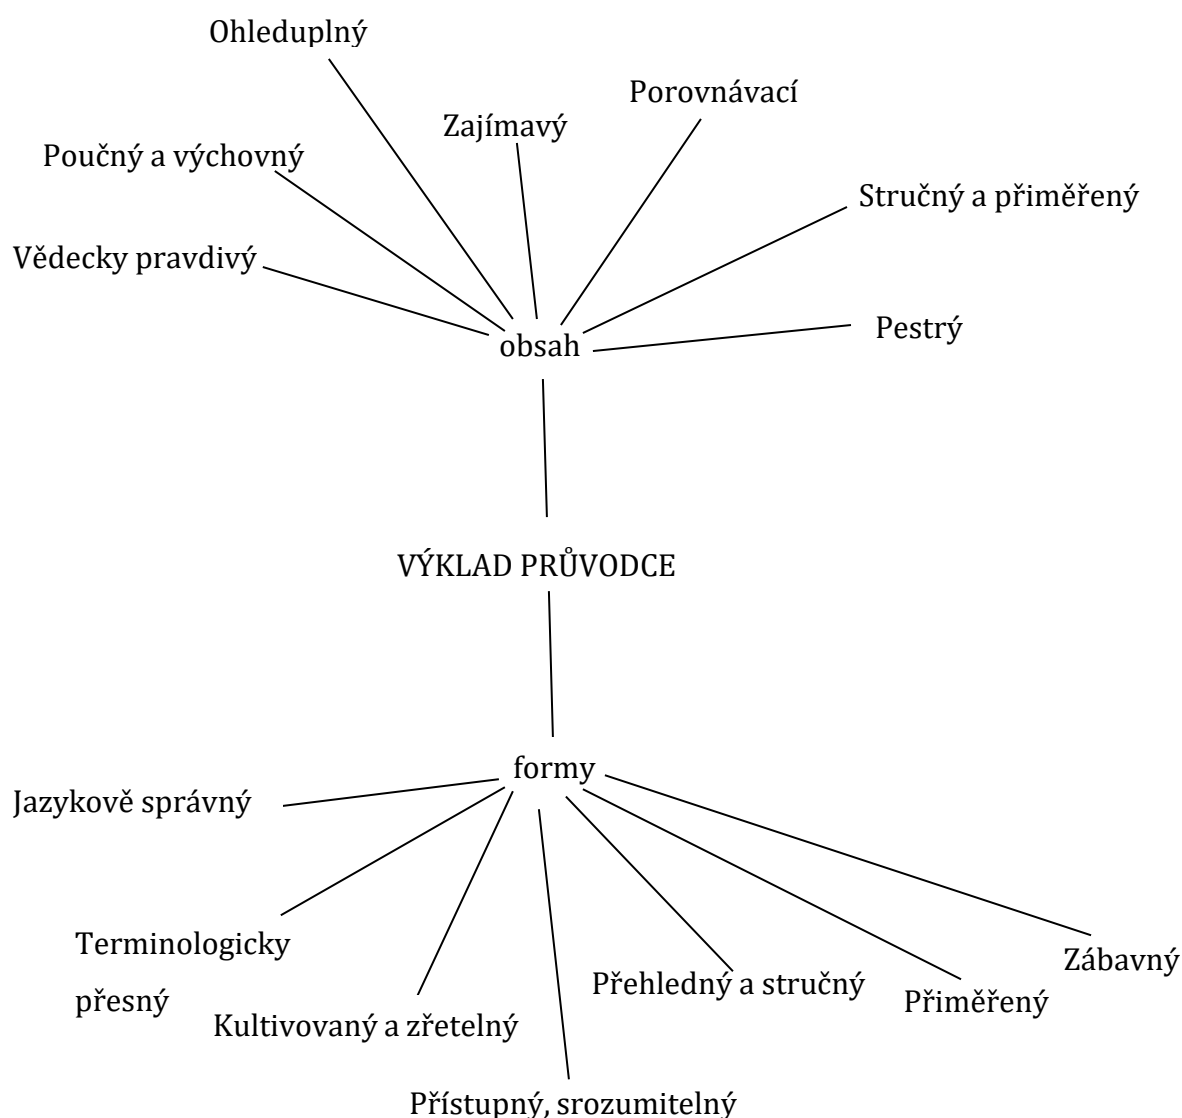 Ohleduplný
Porovnávací
Zajímavý
Poučný a výchovný
Stručný a přiměřený
Vědecky pravdivý
Pestrý
obsah
VÝKLAD PRŮVODCE
formy
Jazykově správný
Terminologicky
přesný
Zábavný
Přehledný a stručný
Přiměřený
Kultivovaný a zřetelný
Přístupný, srozumitelný